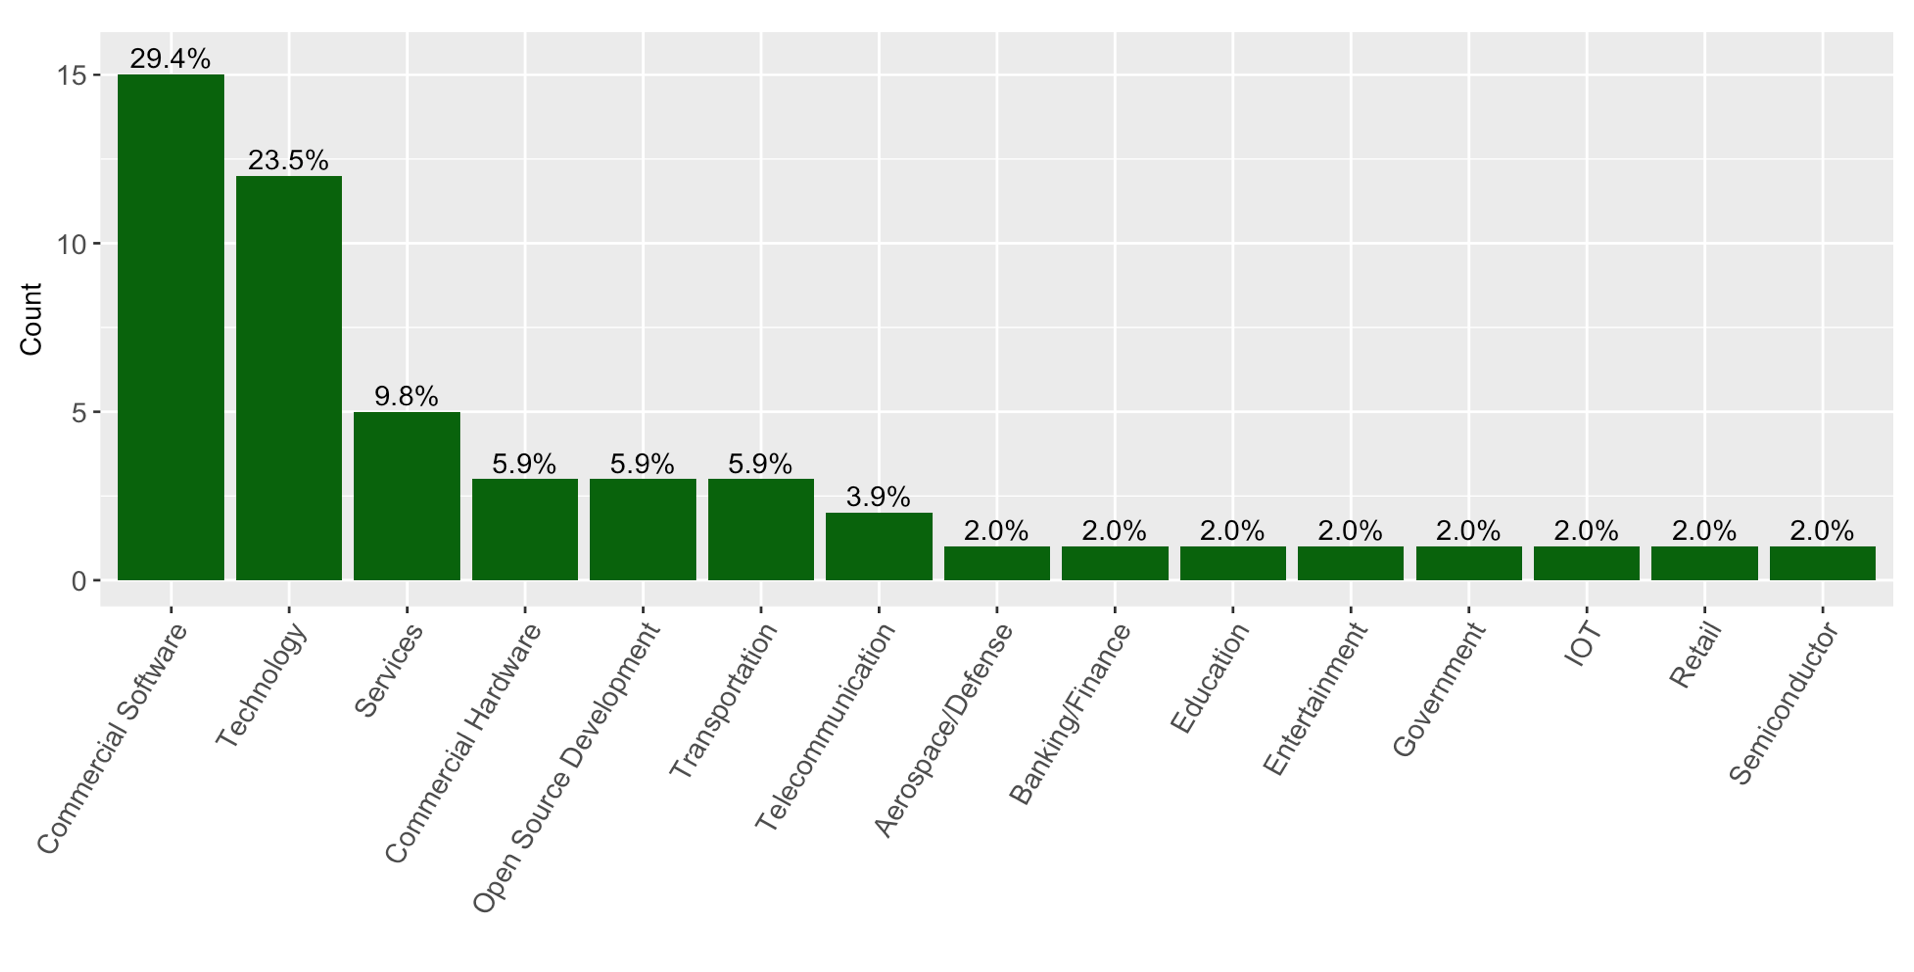 29.4%
23.5%
9.8%
5.9%
5.9%
5.9%
3.9%
2.0%
2.0%
2.0%
2.0%
2.0%
2.0%
2.0%
2.0%
15
10
5
0
Count
Commercial Software
Technology
Services
Commercial Hardware
Open Source Development
Transportation
Telecommunication
Aerospace/Defense
Banking/Finance
Education
Entertainment
Government
IOT
Retail
Semiconductor